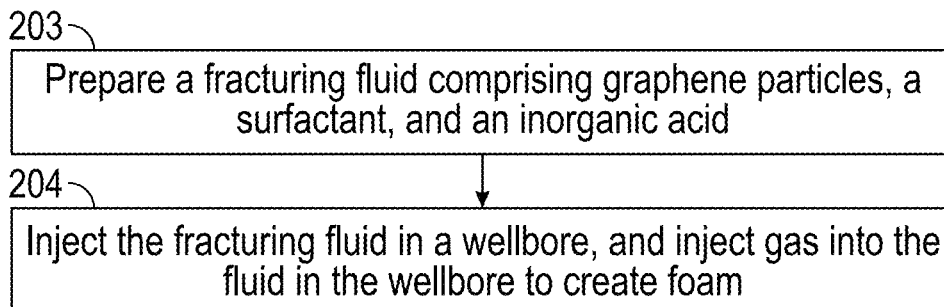 203
Prepare a fracturing fluid comprising graphene particles, a
surfactant, and an inorganic acid
204
Inject the fracturing fluid in a wellbore, and inject gas into the
fluid in the wellbore to create foam